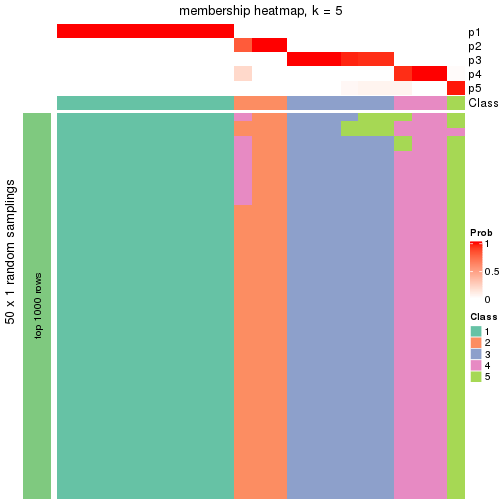 membership heatmap, k = 5
p1
p2
p3
p4
p5
Class
50 x 1 random samplings
top 1000 rows
Prob
1
0.5
0
Class
1
2
3
4
5